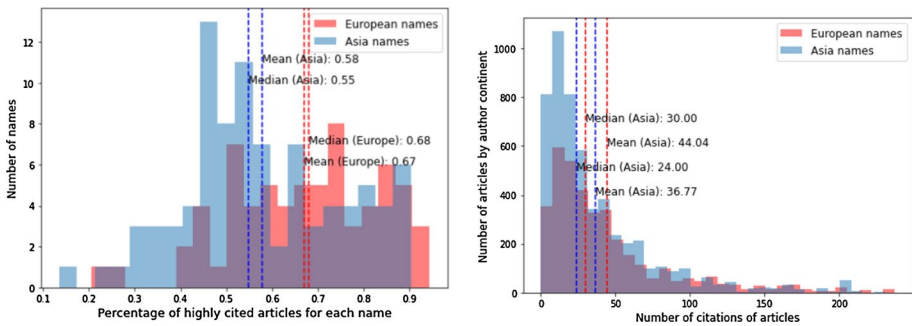 European names
Asia names
Mean (Asia): 0.58
Median (Asia): 0.55
Median (Europe): 0.68
Mean (Europe): 0.67
12
10
8
6
4
2
0
Number of names
0.1 0.2 0.3 0.4 0.5 0.6 0.7 0.8 0.9
Percentage of highly cited articles for each name
European names
Asia names
Median (Asia): 30.00
Mean (Asia): 44.04
Median (Asia): 24.00
Mean (Asia): 36.77
1000
800
600
400
200
0
Number of articles by author continent
0 50 100 150 200
Number of citations of articles